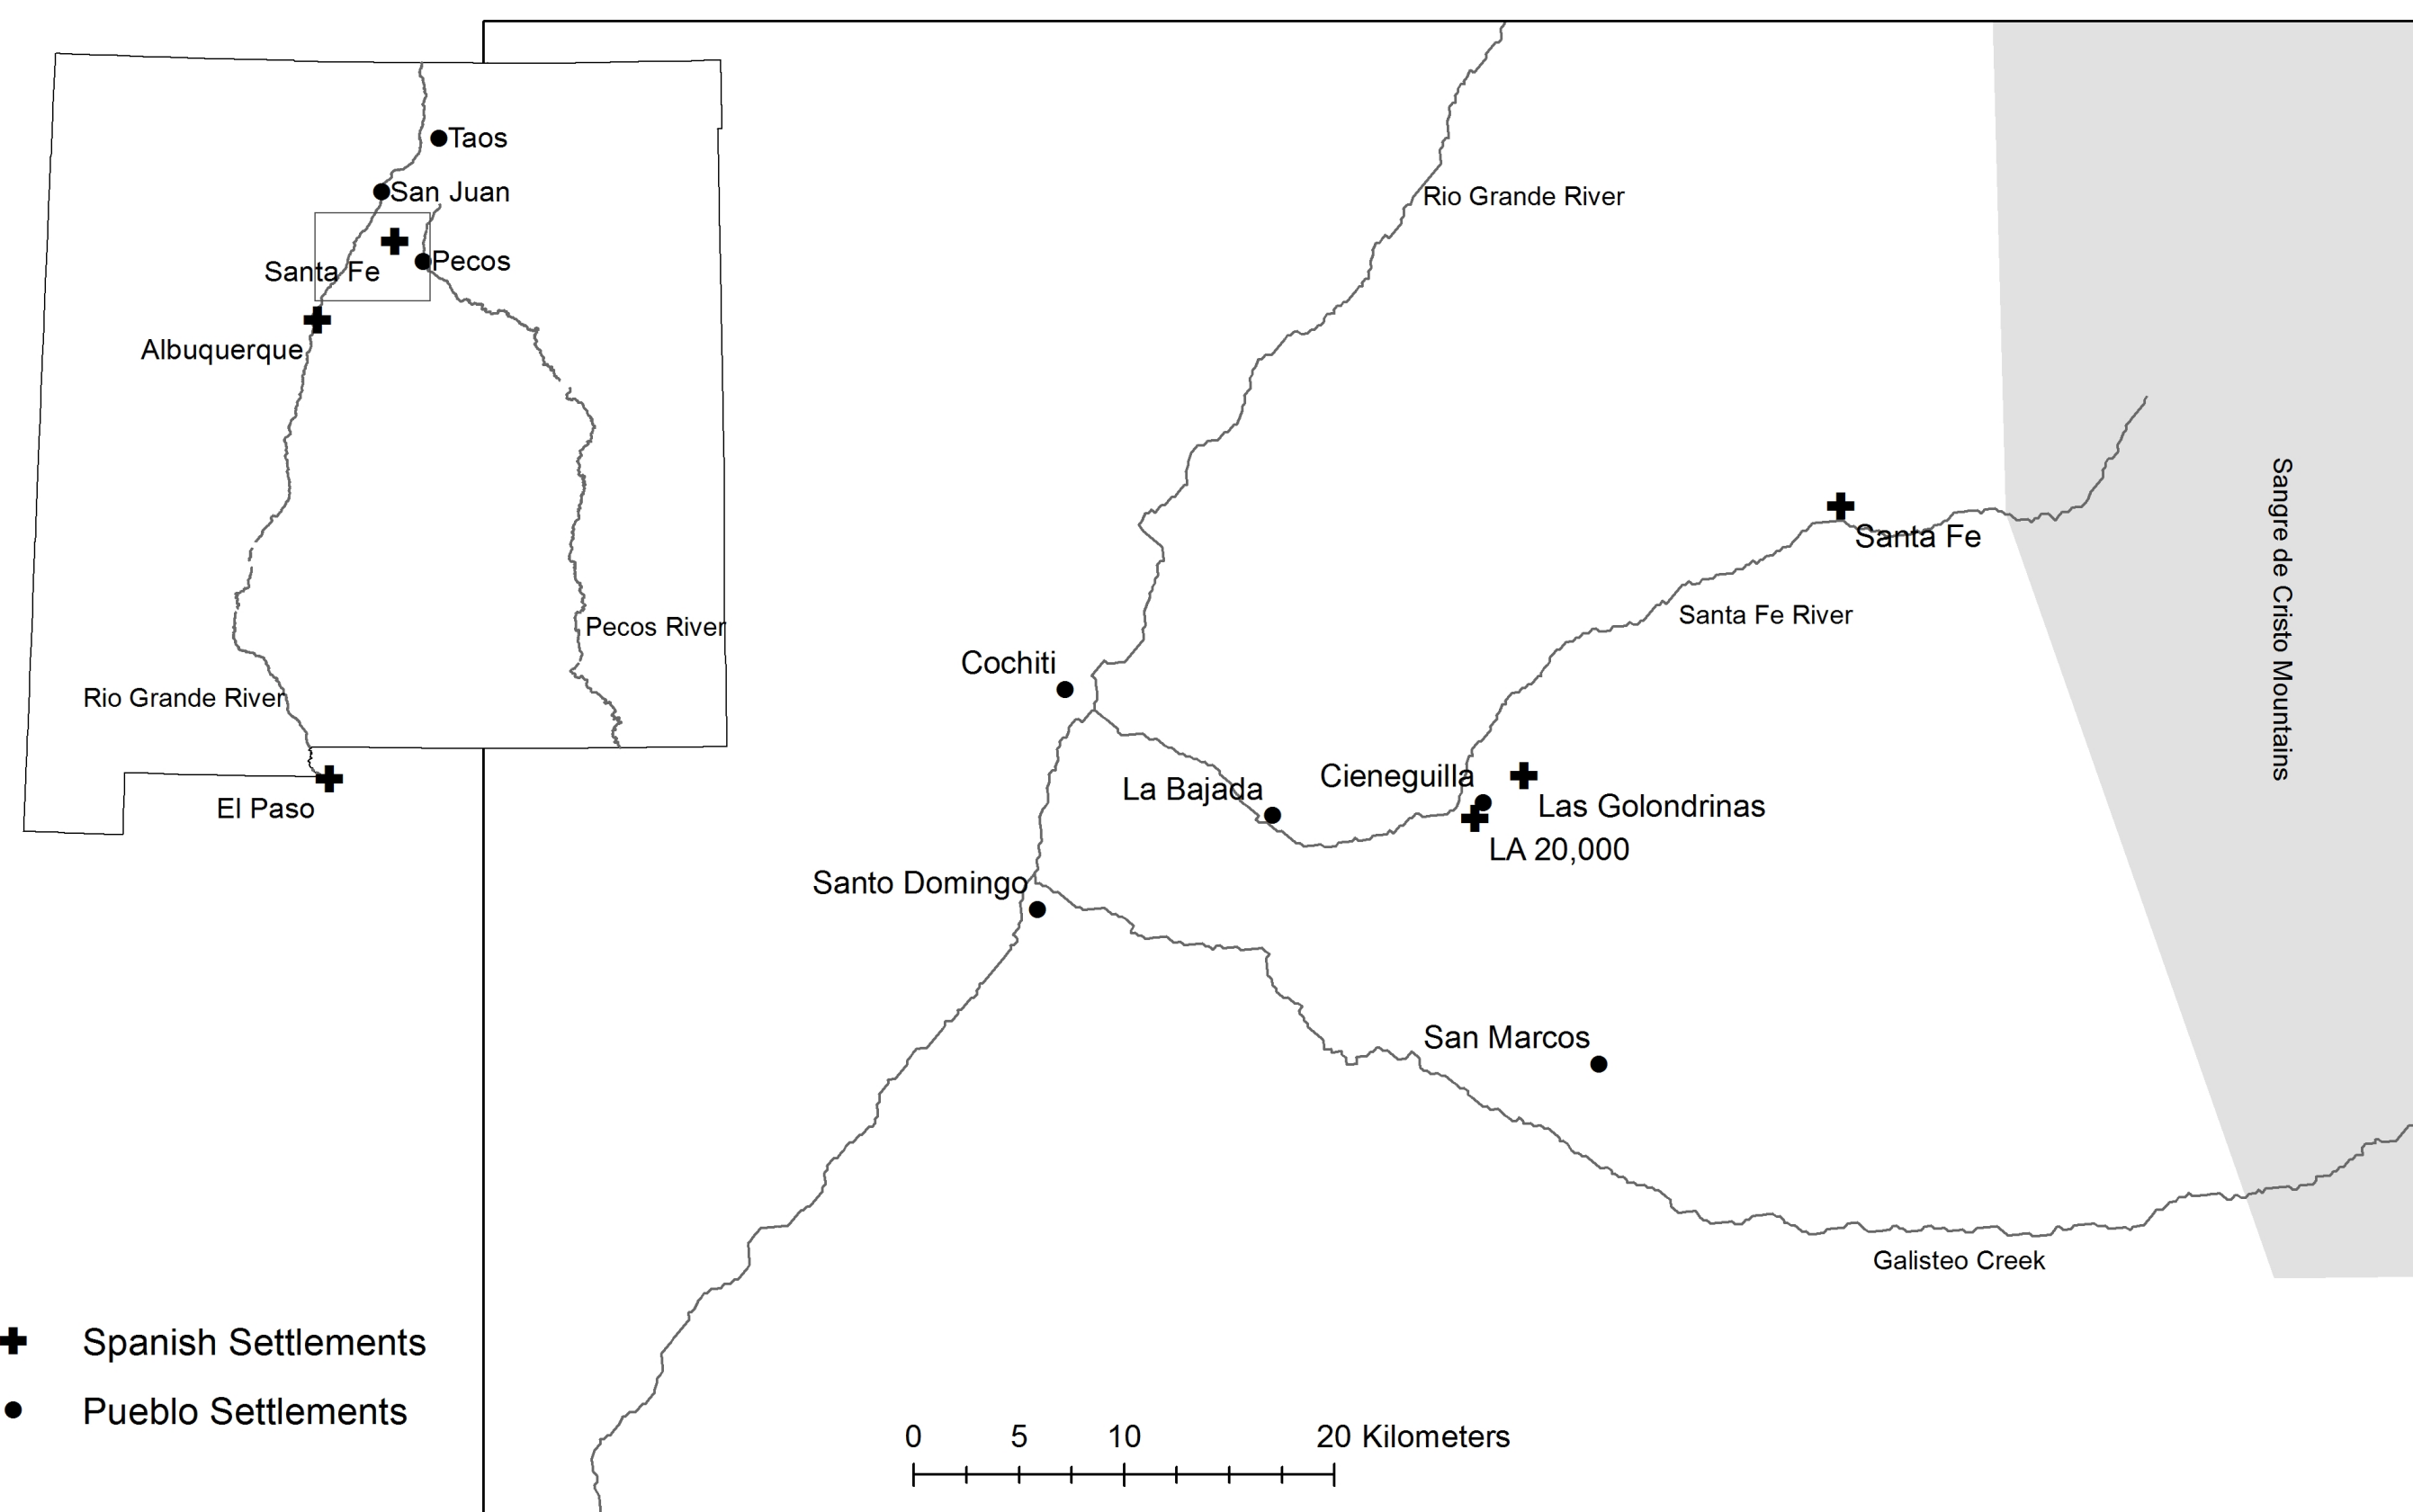 Taos
San Juan
Santa Fe
Pecos
Albuquerque
Pecos River
Rio Grande River
El Paso
Rio Grande River
Santa Fe
Santa Fe River
Sangre de Cristo Mountains
Cochiti
La Bajada
Cieneguilla
Las Golondrinas
LA 20,000
Santo Domingo
San Marcos
Galisteo Creek
Spanish Settlements
Pueblo Settlements
0 5 10 20 Kilometers